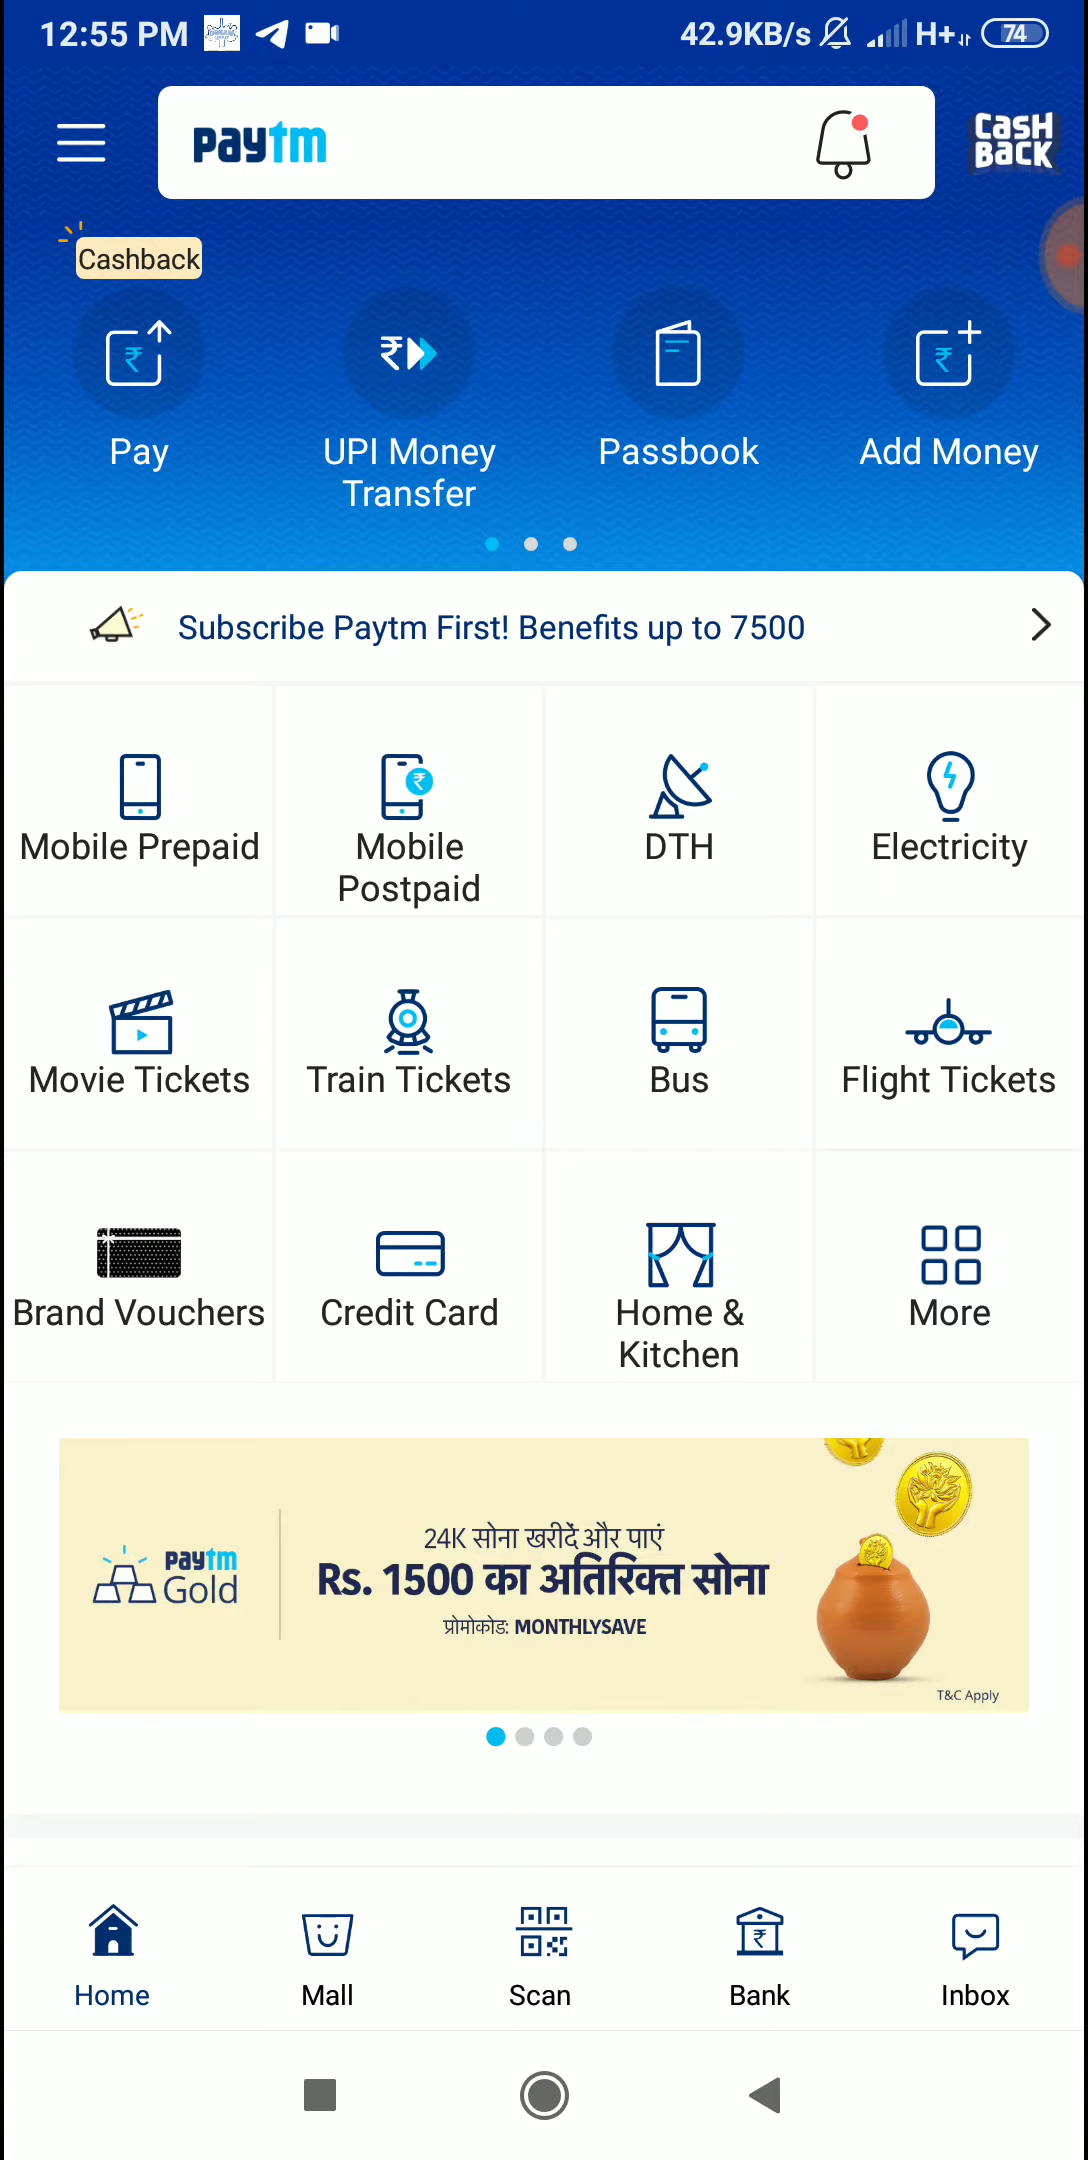 12:55 PM 42.9KB/s H+ 74
paytm
CASH
BACK
Cashback
Pay
UPI Money
Transfer
Passbook
Add Money
Subscribe Paytm First! Benefits up to 7500
Mobile Prepaid
Mobile
Postpaid
DTH
Electricity
Movie Tickets
Train Tickets
Bus
Flight Tickets
Brand Vouchers
Credit Card
Home &
Kitchen
More
paytm
Gold
24K सोना खरीदें और पाएं
Rs. 1500 का अतिरिक्त सोना
प्रोमोकोड: MONTHLYSAVE
T&C Apply
Home
Mall
Scan
Bank
Inbox